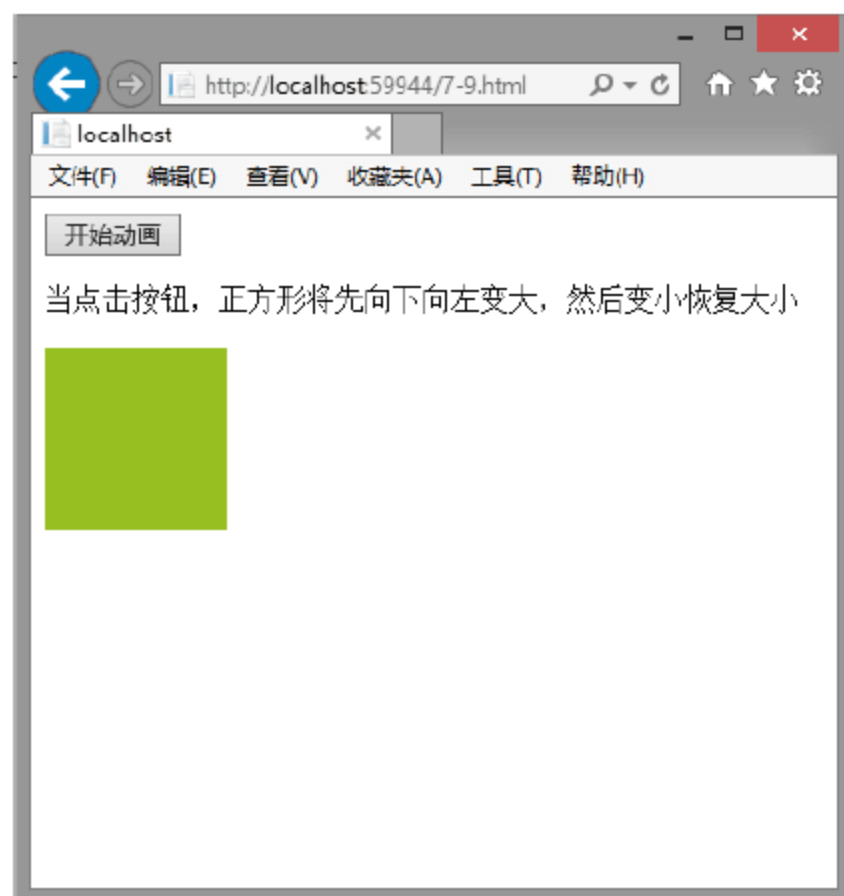 http://localhost:59944/7-9.html
localhost
文件(F) 编辑(E) 查看(V) 收藏夹(A) 工具(T) 帮助(H)
开始动画
当点击按钮，正方形将先向下向左变大，然后变小恢复大小